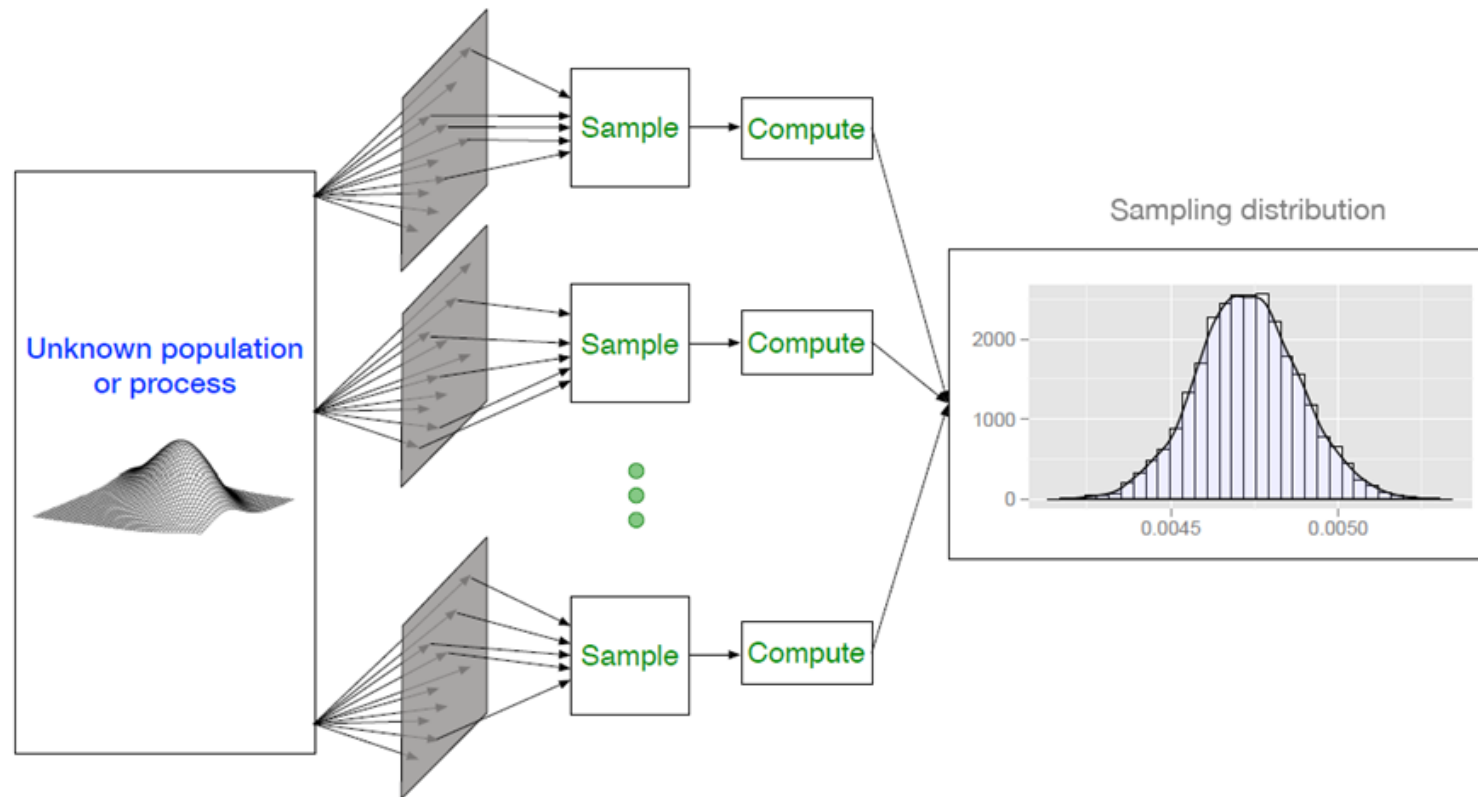 Unknown population
or process
Sample
Compute
Sample
Compute
Sample
Compute
Sampling distribution
2000
1000
0
0.0045
0.0050